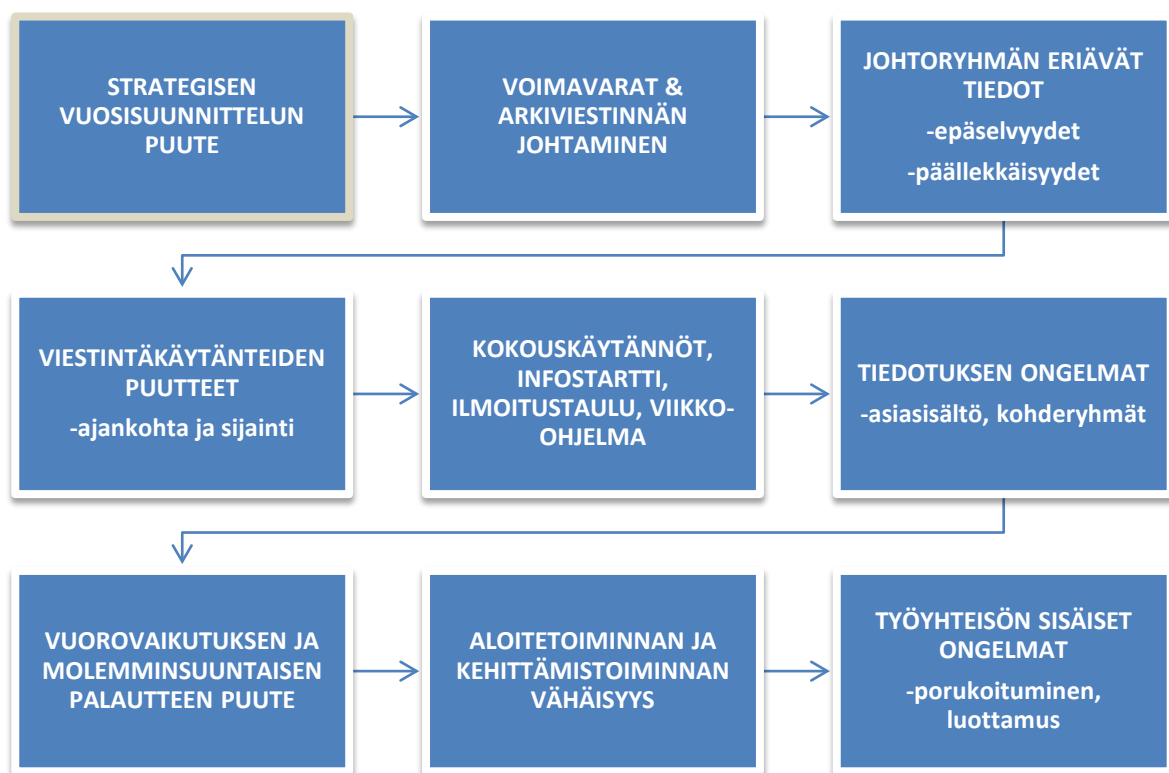 STRATEGISEN
VUOSISUUNNITTELUN
PUUTE
VOIMAVARAT &
ARKIVIESTINNÄN
JOHTAMINEN
JOHTORYHMÄN ERIÄVÄT
TIEDOT
-epäselvyydet
-päällekkäisyydet
VIESTINTÄKÄYTÄNTEIDEN
PUUTTEET
-ajankohta ja sijainti
KOKOUSKÄYTÄNNÖT,
INFOSTARTTI,
ILMOITUSTAULU, VIIKKO-
OHJELMA
TIEDOTUKSEN ONGELMAT
-asiasisältö, kohderyhmät
VUOROVAIKUTUKSEN JA
MOLEMMINSUUNTAISEN
PALAUTTEEN PUUTE
ALOITETOIMINNAN JA
KEHITTÄMISTOIMINNAN
VÄHÄISYYS
TYÖYHTEISÖN SISÄISET
ONGELMAT
-porukoituminen,
luottamus